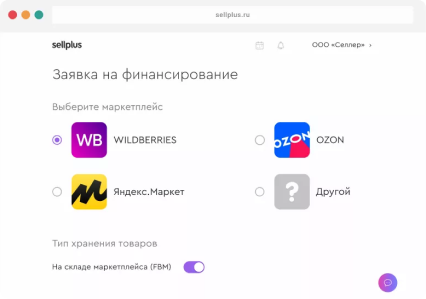 sellplus.ru
sellplus
ООО «Селлер» ›
Заявка на финансирование
Выберите маркетплейс
WB WILDBERRIES
OZON OZON
Яндекс.Маркет
? Другой
Тип хранения товаров
На складе маркетплейса (FBM)